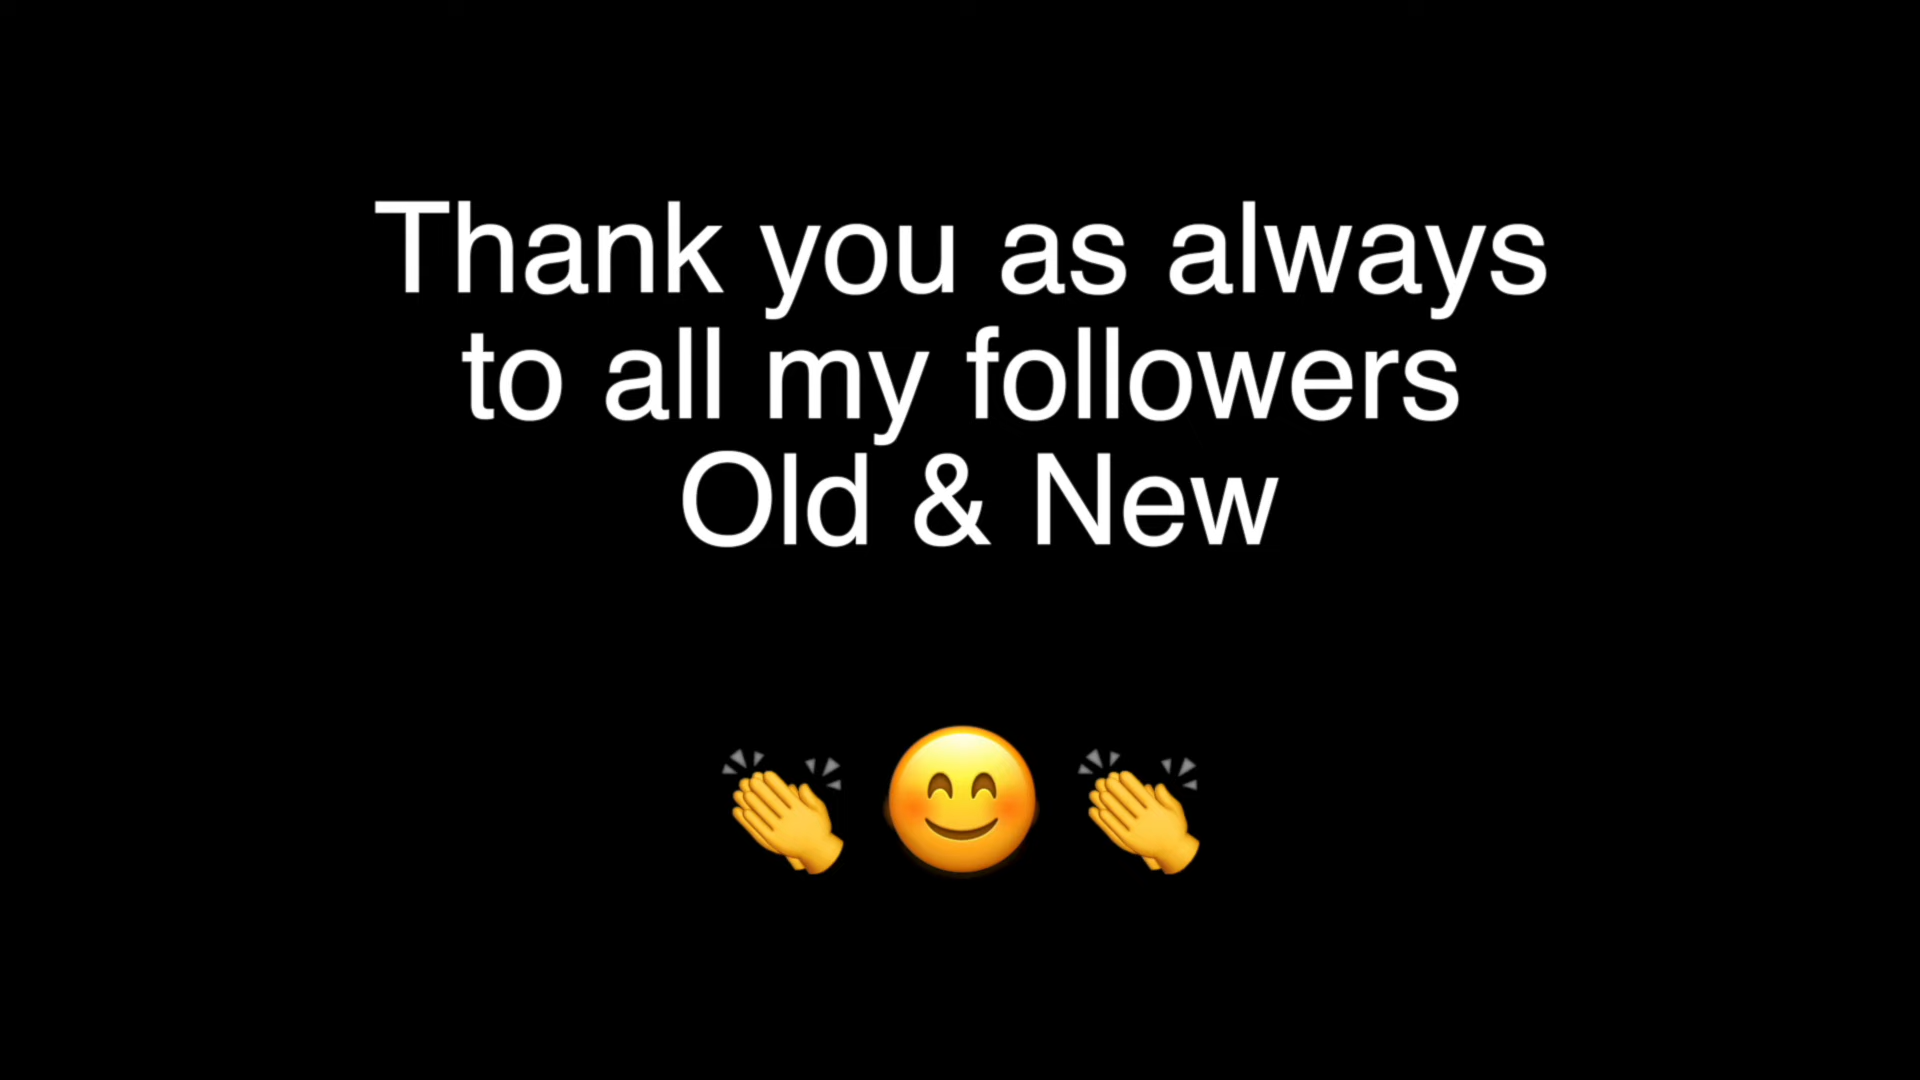 Thank you as always
to all my followers
Old & New
👏 😊 👏